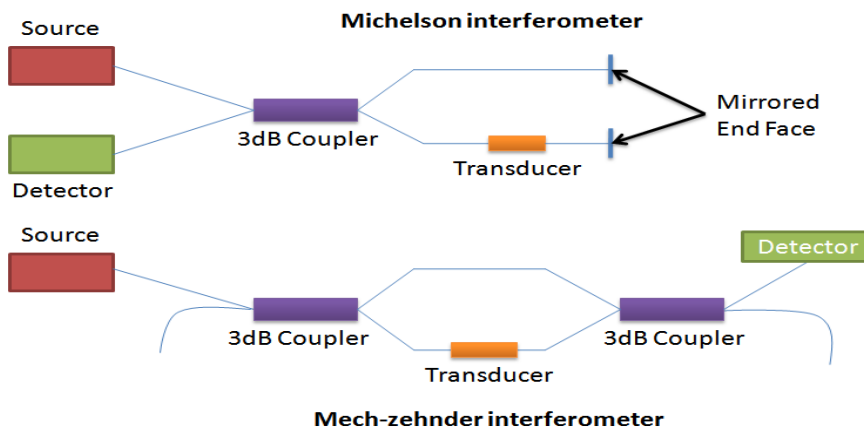 Michelson interferometer
Source
3dB Coupler
Mirrored
End Face
Transducer
Detector
Source
Detector
3dB Coupler
3dB Coupler
Transducer
Mech-zehnder interferometer